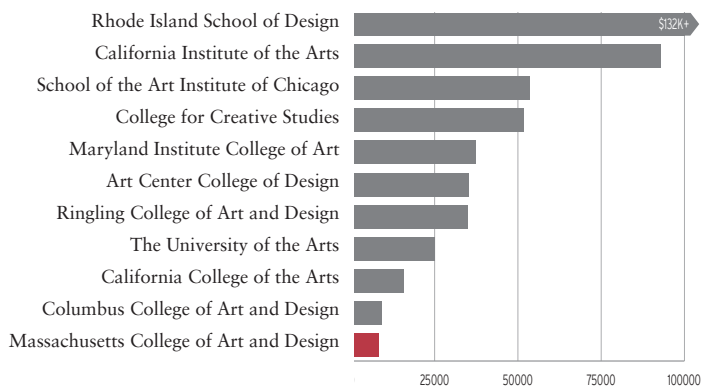 Rhode Island School of Design
$132K+
California Institute of the Arts
School of the Art Institute of Chicago
College for Creative Studies
Maryland Institute College of Art
Art Center College of Design
Ringling College of Art and Design
The University of the Arts
California College of the Arts
Columbus College of Art and Design
Massachusetts College of Art and Design
25000 50000 75000 100000